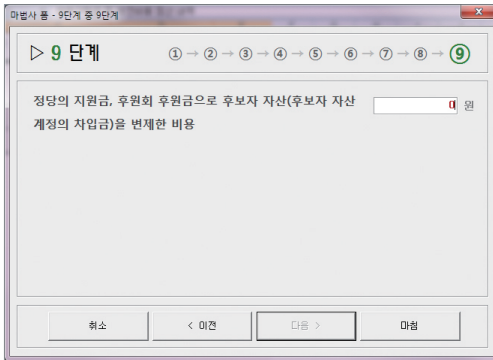 마법사 폼 - 9단계 중 9단계
▷ 9 단계 ① → ② → ③ → ④ → ⑤ → ⑥ → ⑦ → ⑧ → ⑨
정당의 지원금, 후원회 후원금으로 후보자 자산(후보자 자산 0 원
계정의 차입금)을 변제한 비용
취소 < 이전 다음 > 마침